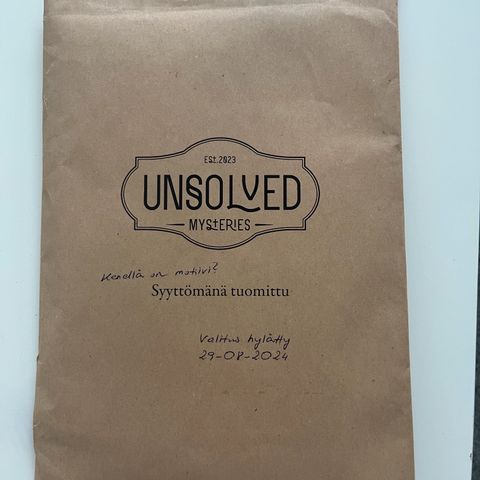 Est.2023
UNSOLVED
MYSTERIES
Kenellä on motiivi?
Syyttömänä tuomittu
Valitus hylätty
29-08-2024